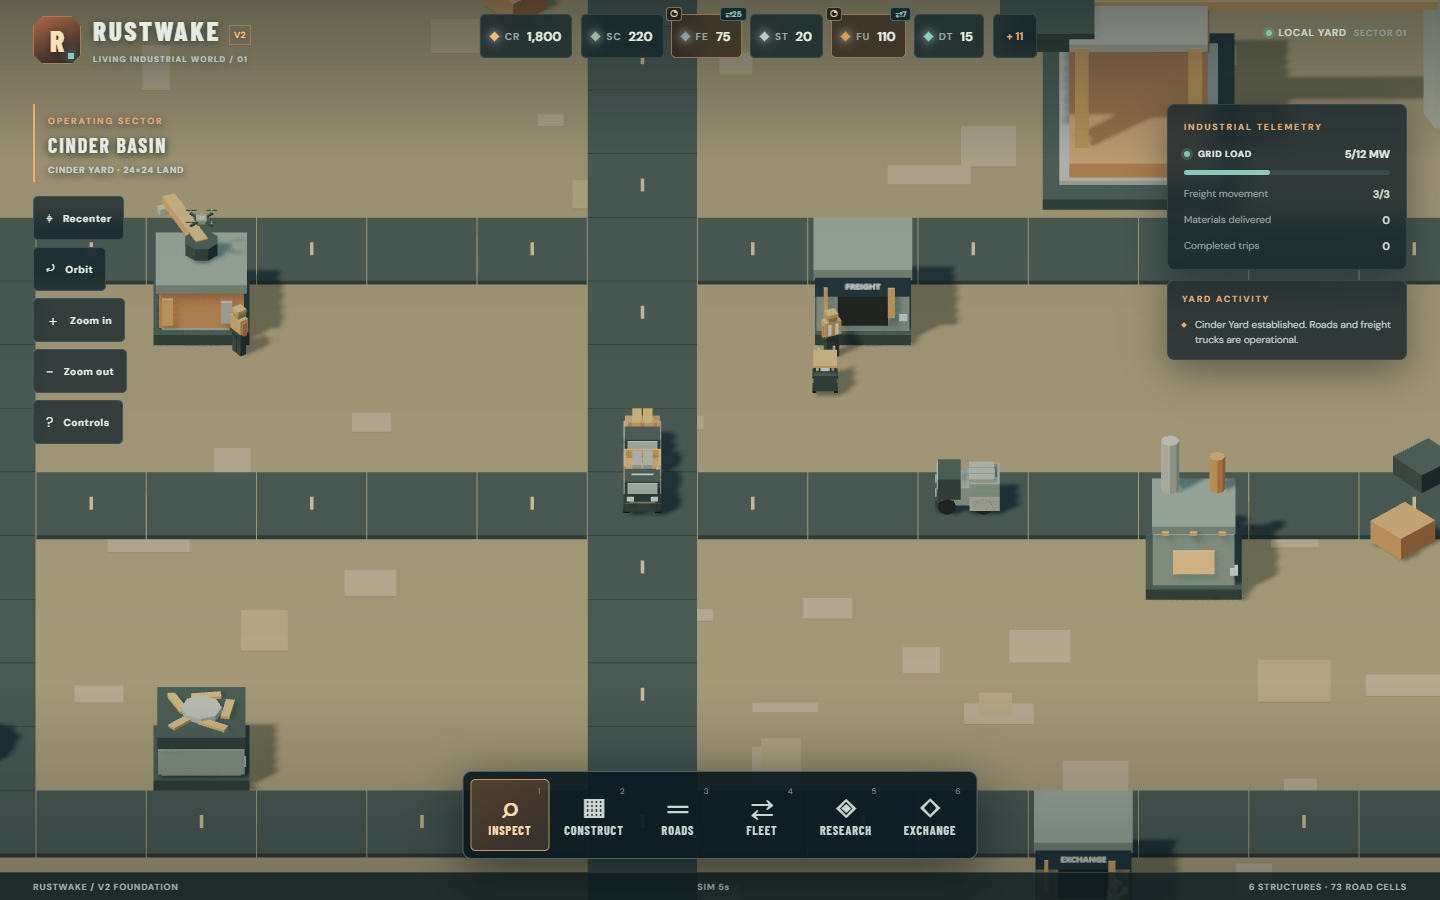 R
RUSTWAKE V2
LIVING INDUSTRIAL WORLD / 01
CR 1,800
SC 220
FE 75
⇄25
ST 20
FU 110
⇄7
DT 15
+ 11
LOCAL YARD SECTOR 01
OPERATING SECTOR
CINDER BASIN
CINDER YARD · 24×24 LAND
Recenter
Orbit
+ Zoom in
− Zoom out
? Controls
INDUSTRIAL TELEMETRY
GRID LOAD 5/12 MW
Freight movement 3/3
Materials delivered 0
Completed trips 0
YARD ACTIVITY
Cinder Yard established. Roads and freight
trucks are operational.
FREIGHT
1
INSPECT
2
CONSTRUCT
3
ROADS
4
FLEET
5
RESEARCH
6
EXCHANGE
EXCHANGE
RUSTWAKE / V2 FOUNDATION
SIM 5s
6 STRUCTURES · 73 ROAD CELLS